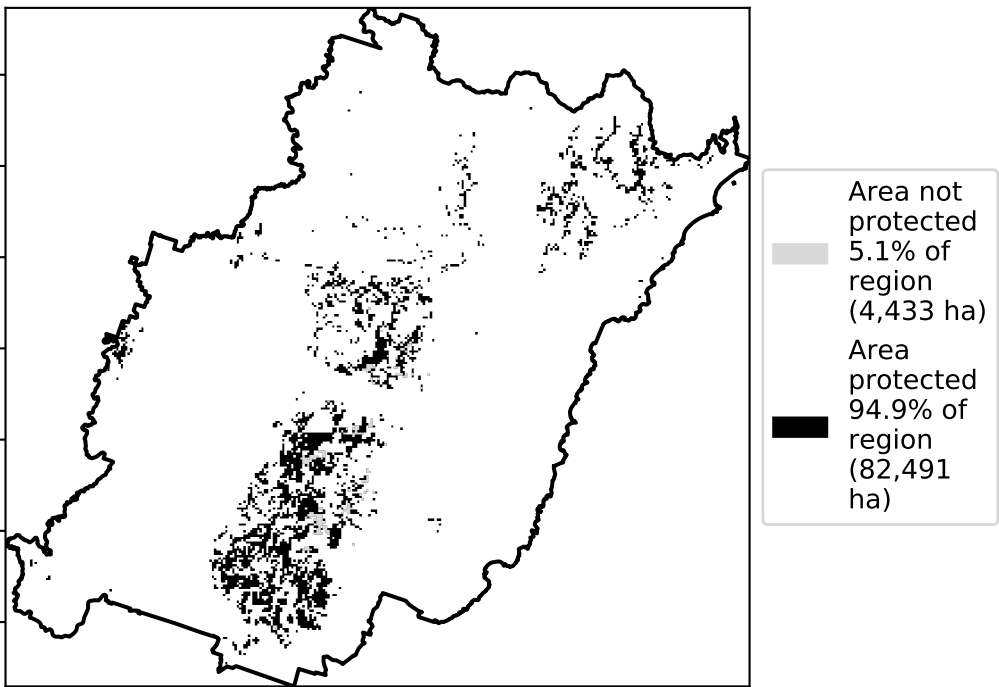 Area not
protected
5.1% of
region
(4,433 ha)
Area
protected
94.9% of
region
(82,491
ha)